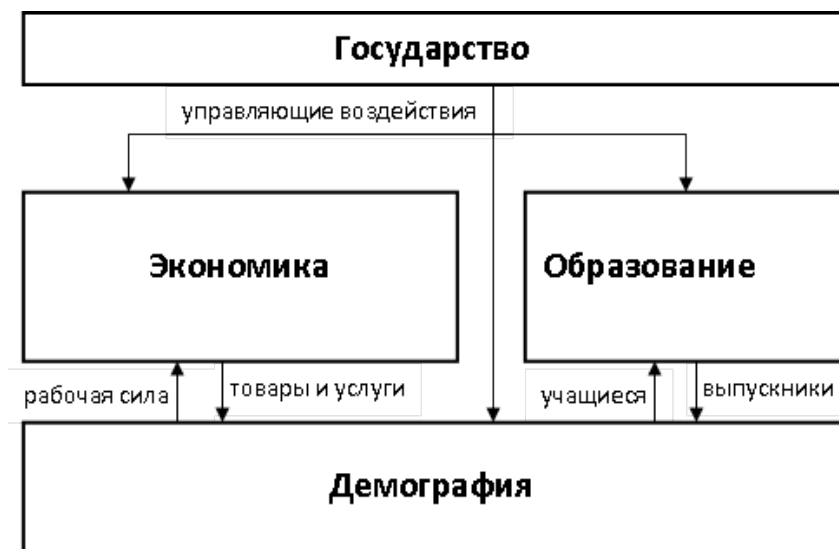 Государство
управляющие воздействия
Экономика
Образование
рабочая сила
товары и услуги
учащиеся
выпускники
Демография